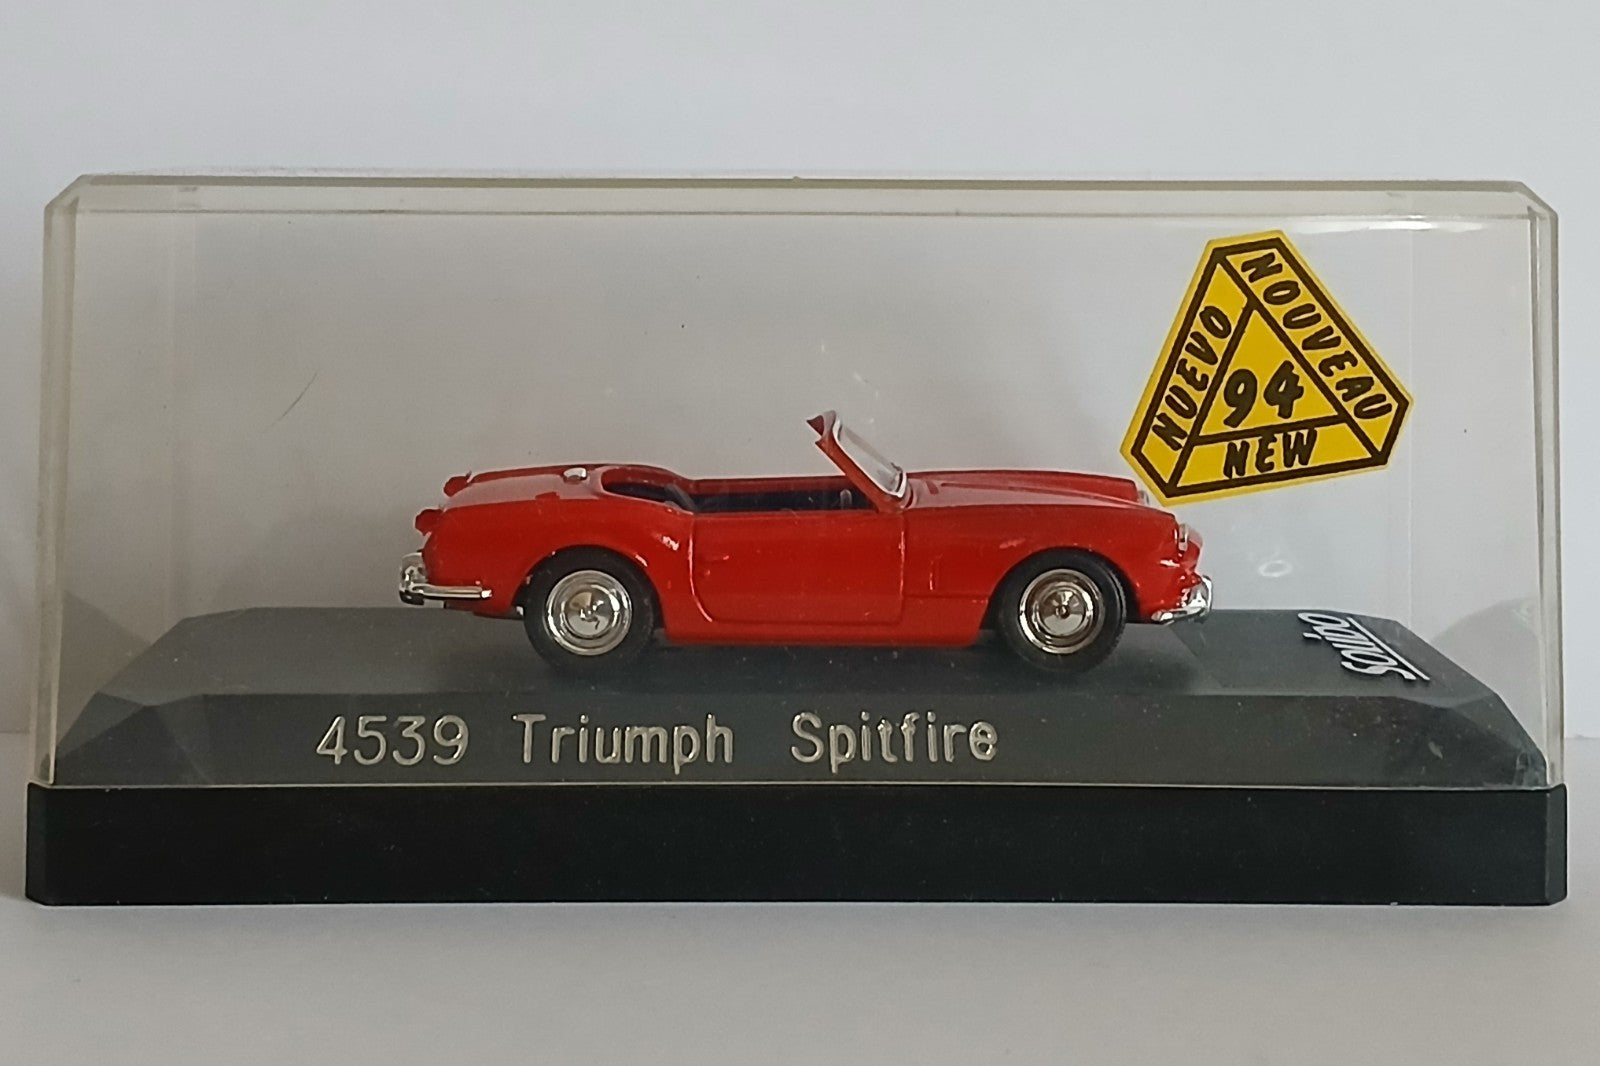 NOUVEAU
NUEVO
94
NEW
Solido
4539 Triumph Spitfire